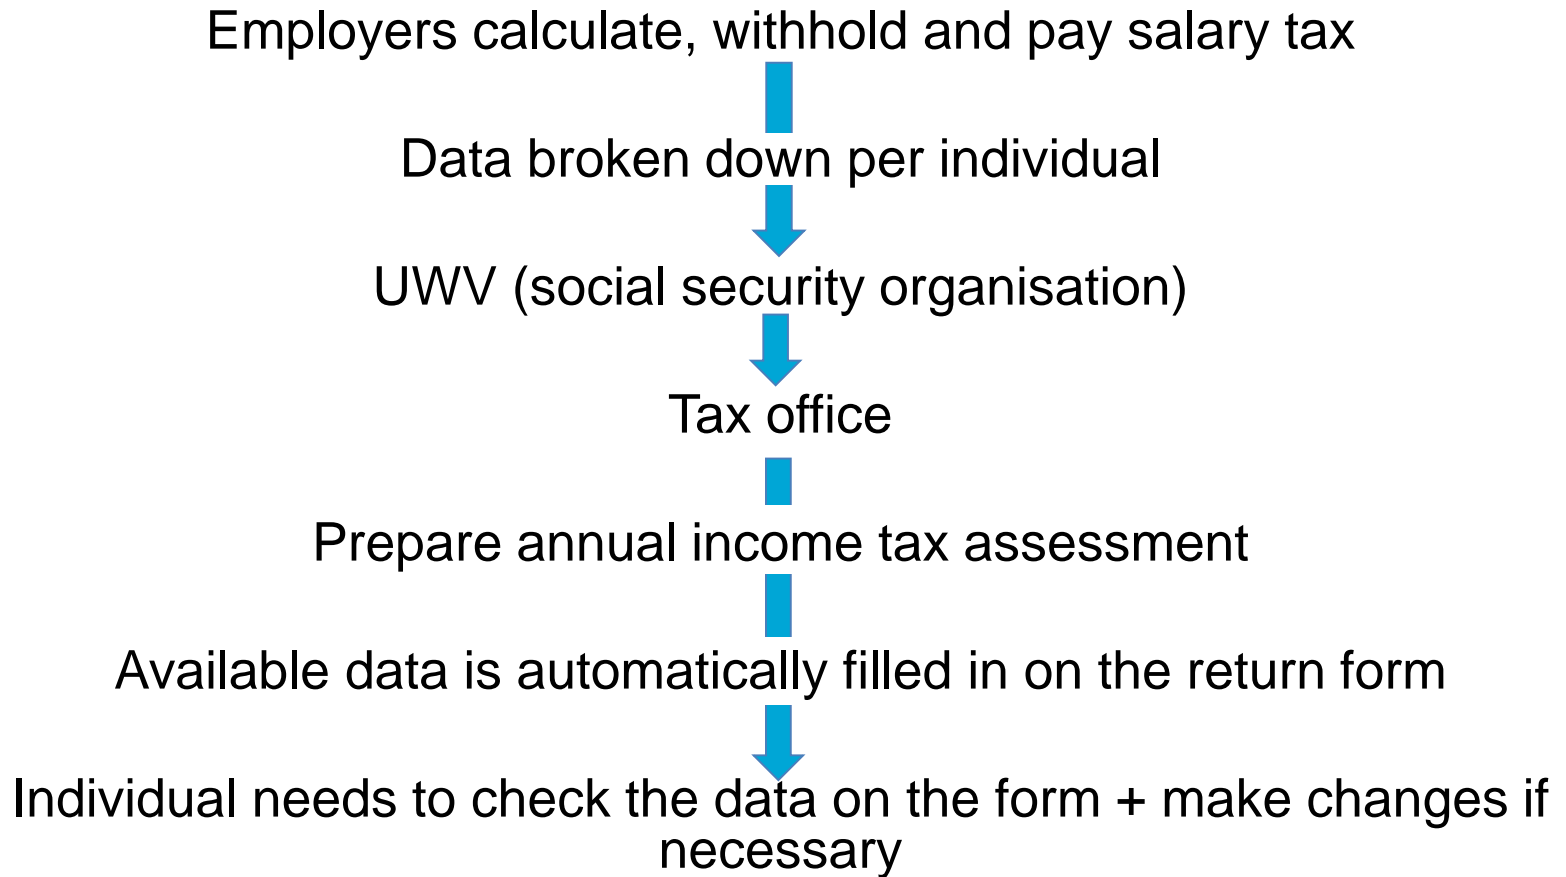 Employers calculate, withhold and pay salary tax
Data broken down per individual
UWV (social security organisation)
Tax office
Prepare annual income tax assessment
Available data is automatically filled in on the return form
Individual needs to check the data on the form + make changes if
necessary